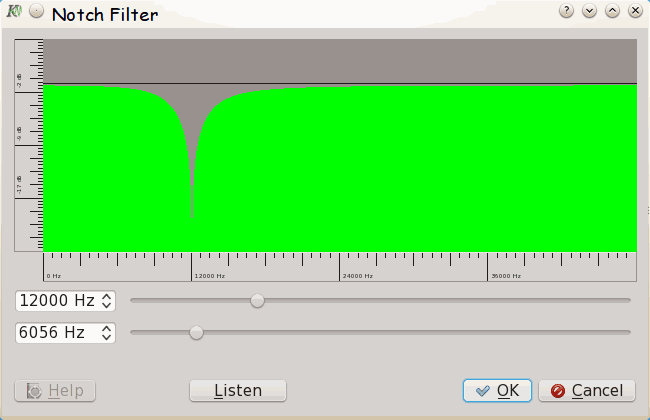 Notch Filter
-2 dB
-9 dB
-17 dB
0 Hz 12000 Hz 24000 Hz 36000 Hz
12000 Hz
6056 Hz
Help Listen OK Cancel